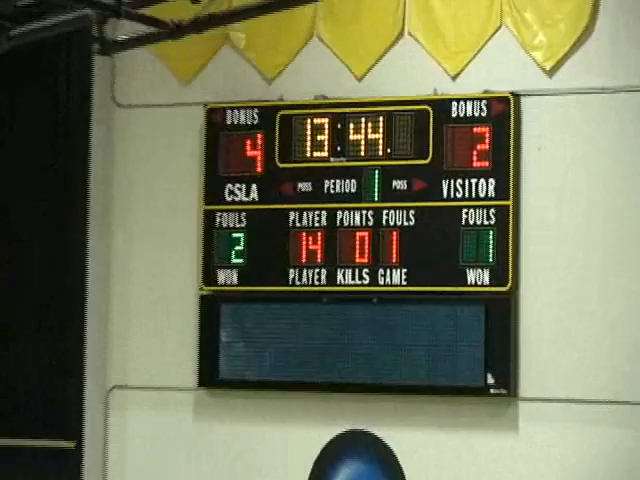 BONUS 13:44. BONUS
4 2
CSLA POSS PERIOD 1 POSS VISITOR
FOULS PLAYER POINTS FOULS FOULS
2 14 0 1 1
WON PLAYER KILLS GAME WON